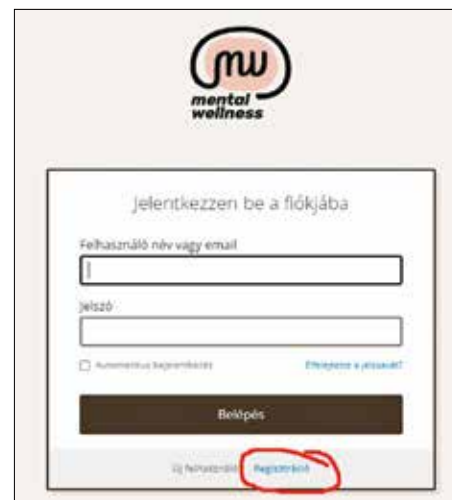 mw
mental
wellness
Jelentkezzen be a fiókjába
Felhasználó név vagy email
Jelszó
Automatikus bejelentkezés
Elfelejtette a jelszavát?
Belépés
Új felhasználó? Regisztráció